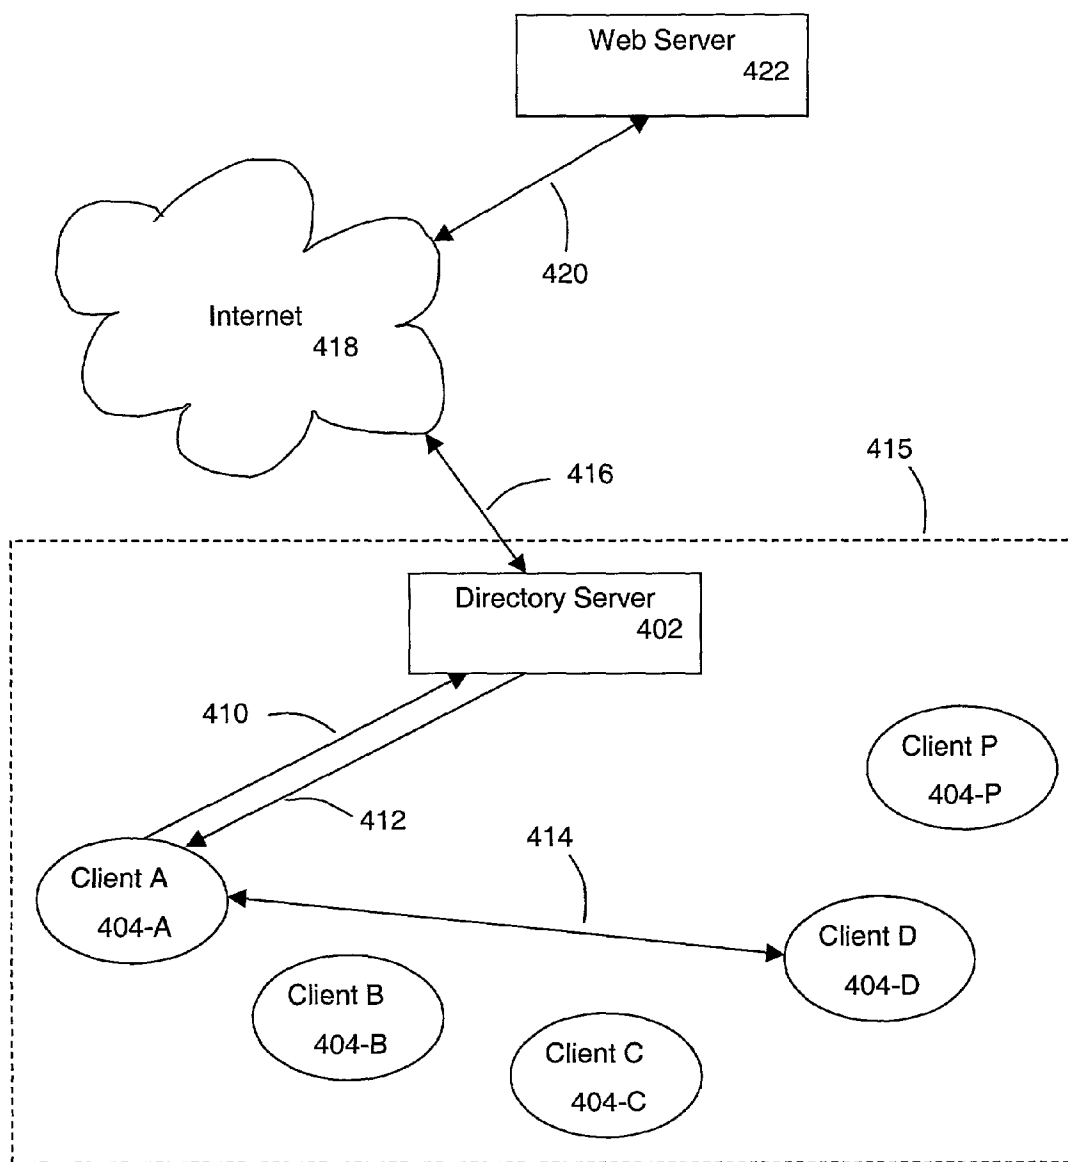 Web Server
422
420
Internet
418
415
416
Directory Server
402
410
Client P
404-P
412
414
Client A
404-A
Client D
404-D
Client B
404-B
Client C
404-C